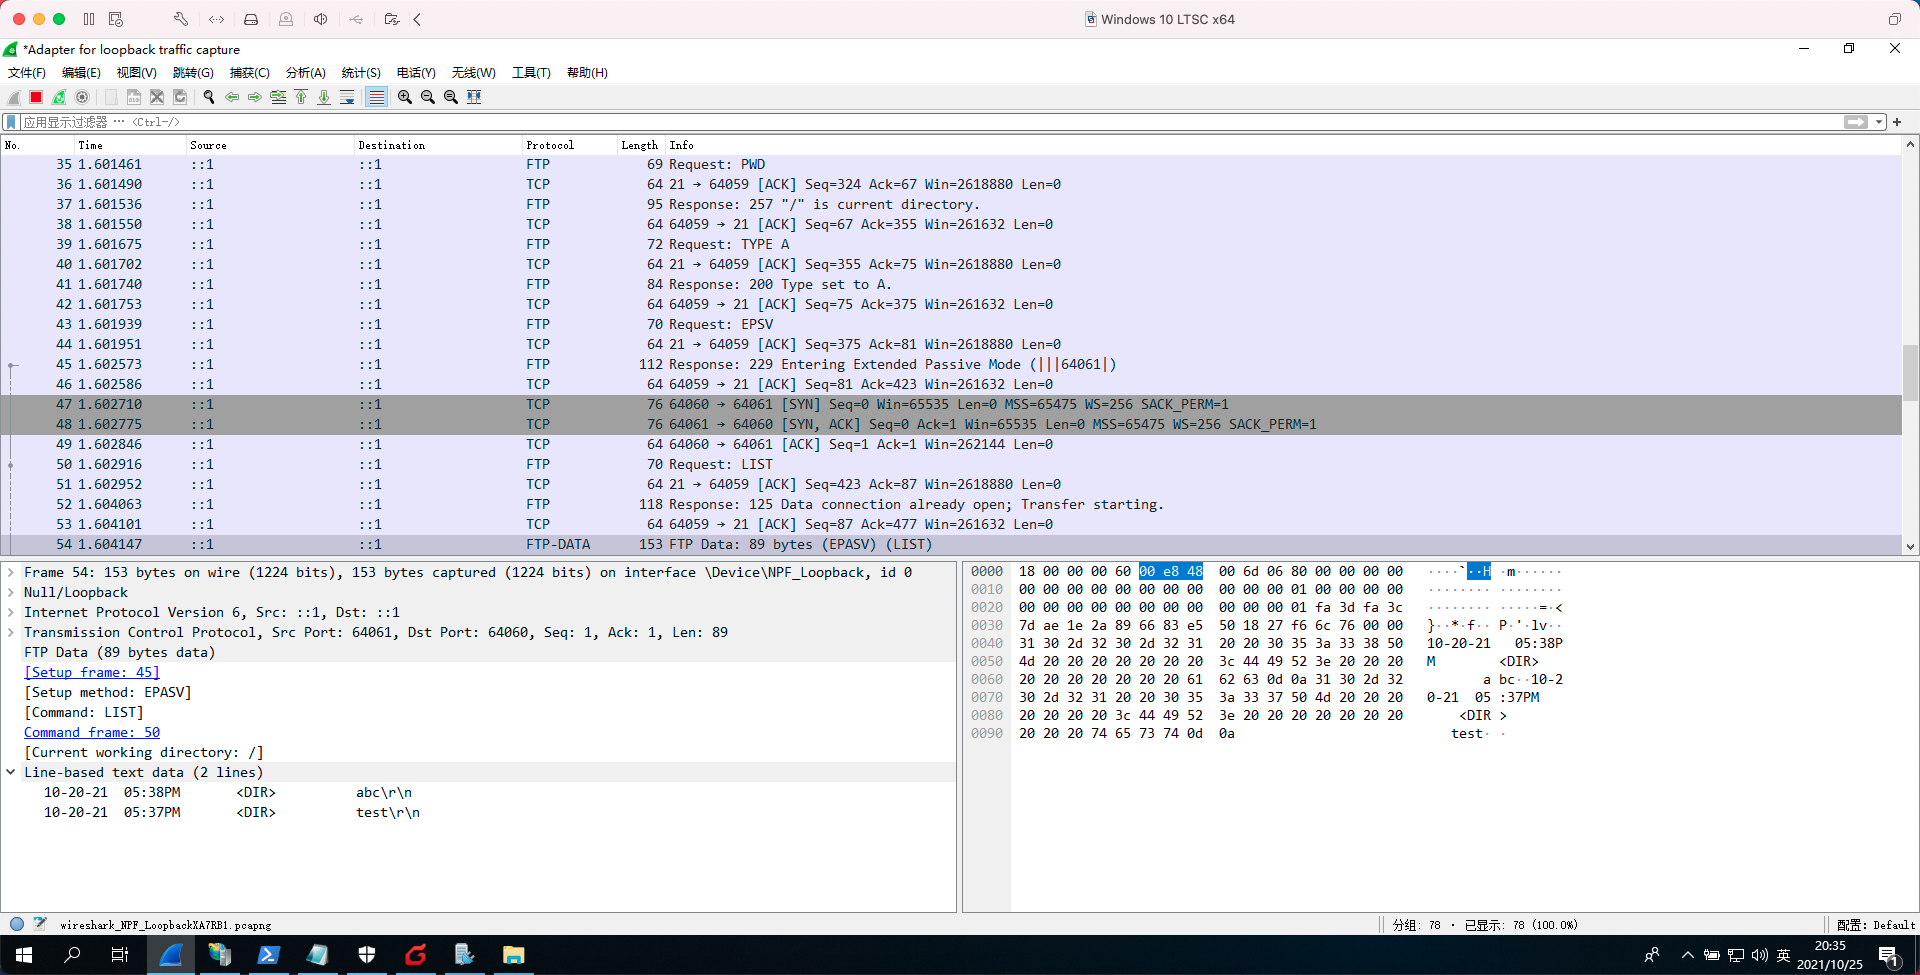 Windows 10 LTSC x64
*Adapter for loopback traffic capture
文件(F) 编辑(E) 视图(V) 跳转(G) 捕获(C) 分析(A) 统计(S) 电话(Y) 无线(W) 工具(T) 帮助(H)
应用显示过滤器 … <Ctrl-/>
No. Time Source Destination Protocol Length Info
35 1.601461 ::1 ::1 FTP 69 Request: PWD
36 1.601490 ::1 ::1 TCP 64 21 → 64059 [ACK] Seq=324 Ack=67 Win=2618880 Len=0
37 1.601536 ::1 ::1 FTP 95 Response: 257 "/" is current directory.
38 1.601550 ::1 ::1 TCP 64 64059 → 21 [ACK] Seq=67 Ack=355 Win=261632 Len=0
39 1.601675 ::1 ::1 FTP 72 Request: TYPE A
40 1.601702 ::1 ::1 TCP 64 21 → 64059 [ACK] Seq=355 Ack=75 Win=2618880 Len=0
41 1.601740 ::1 ::1 FTP 84 Response: 200 Type set to A.
42 1.601753 ::1 ::1 TCP 64 64059 → 21 [ACK] Seq=75 Ack=375 Win=261632 Len=0
43 1.601939 ::1 ::1 FTP 70 Request: EPSV
44 1.601951 ::1 ::1 TCP 64 21 → 64059 [ACK] Seq=375 Ack=81 Win=2618880 Len=0
45 1.602573 ::1 ::1 FTP 112 Response: 229 Entering Extended Passive Mode (|||64061|)
46 1.602586 ::1 ::1 TCP 64 64059 → 21 [ACK] Seq=81 Ack=423 Win=261632 Len=0
47 1.602710 ::1 ::1 TCP 76 64060 → 64061 [SYN] Seq=0 Win=65535 Len=0 MSS=65475 WS=256 SACK_PERM=1
48 1.602775 ::1 ::1 TCP 76 64061 → 64060 [SYN, ACK] Seq=0 Ack=1 Win=65535 Len=0 MSS=65475 WS=256 SACK_PERM=1
49 1.602846 ::1 ::1 TCP 64 64060 → 64061 [ACK] Seq=1 Ack=1 Win=262144 Len=0
50 1.602916 ::1 ::1 FTP 70 Request: LIST
51 1.602952 ::1 ::1 TCP 64 21 → 64059 [ACK] Seq=423 Ack=87 Win=2618880 Len=0
52 1.604063 ::1 ::1 FTP 118 Response: 125 Data connection already open; Transfer starting.
53 1.604101 ::1 ::1 TCP 64 64059 → 21 [ACK] Seq=87 Ack=477 Win=261632 Len=0
54 1.604147 ::1 ::1 FTP-DATA 153 FTP Data: 89 bytes (EPASV) (LIST)
Frame 54: 153 bytes on wire (1224 bits), 153 bytes captured (1224 bits) on interface \Device\NPF_Loopback, id 0
Null/Loopback
Internet Protocol Version 6, Src: ::1, Dst: ::1
Transmission Control Protocol, Src Port: 64061, Dst Port: 64060, Seq: 1, Ack: 1, Len: 89
FTP Data (89 bytes data)
[Setup frame: 45]
[Setup method: EPASV]
[Command: LIST]
Command frame: 50
[Current working directory: /]
Line-based text data (2 lines)
10-20-21 05:38PM <DIR> abc\r\n
10-20-21 05:37PM <DIR> test\r\n
0000 18 00 00 00 60 00 e8 48 00 6d 06 80 00 00 00 00 ····`··H ·m······
0010 00 00 00 00 00 00 00 00 00 00 00 01 00 00 00 00 ········ ········
0020 00 00 00 00 00 00 00 00 00 00 00 01 fa 3d fa 3c ········ ·····=·<
0030 7d ae 1e 2a 89 66 83 e5 50 18 27 f6 6c 76 00 00 }··*·f·· P·'·lv··
0040 31 30 2d 32 30 2d 32 31 20 20 30 35 3a 33 38 50 10-20-21 05:38P
0050 4d 20 20 20 20 20 20 20 3c 44 49 52 3e 20 20 20 M <DIR>
0060 20 20 20 20 20 20 20 61 62 63 0d 0a 31 30 2d 32 a bc··10-2
0070 30 2d 32 31 20 20 30 35 3a 33 37 50 4d 20 20 20 0-21 05 :37PM
0080 20 20 20 20 3c 44 49 52 3e 20 20 20 20 20 20 20 <DIR >
0090 20 20 20 74 65 73 74 0d 0a test· ·
wireshark_NPF_LoopbackXA7RB1.pcapng
分组: 78 · 已显示: 78 (100.0%)
配置: Default
英
20:35
2021/10/25
1